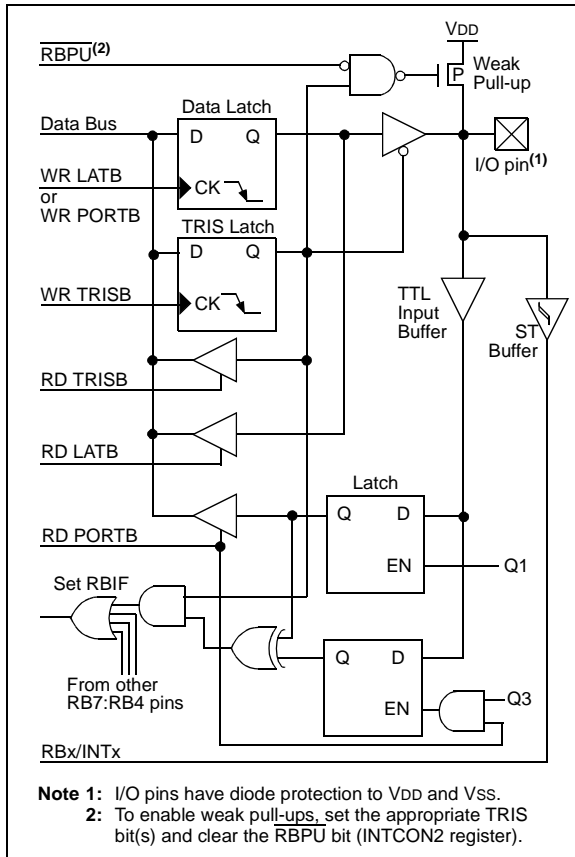 VDD
RBPU(2)
Weak
Pull-up
P
Data Latch
Data Bus
D Q
I/O pin(1)
WR LATB
or
WR PORTB
CK
TRIS Latch
D Q
WR TRISB
CK
TTL
Input
Buffer
ST
Buffer
RD TRISB
RD LATB
Latch
Q D
RD PORTB
EN
Q1
Set RBIF
Q D
From other
RB7:RB4 pins
EN
Q3
RBx/INTx
Note 1: I/O pins have diode protection to VDD and VSS.
2: To enable weak pull-ups, set the appropriate TRIS
bit(s) and clear the RBPU bit (INTCON2 register).